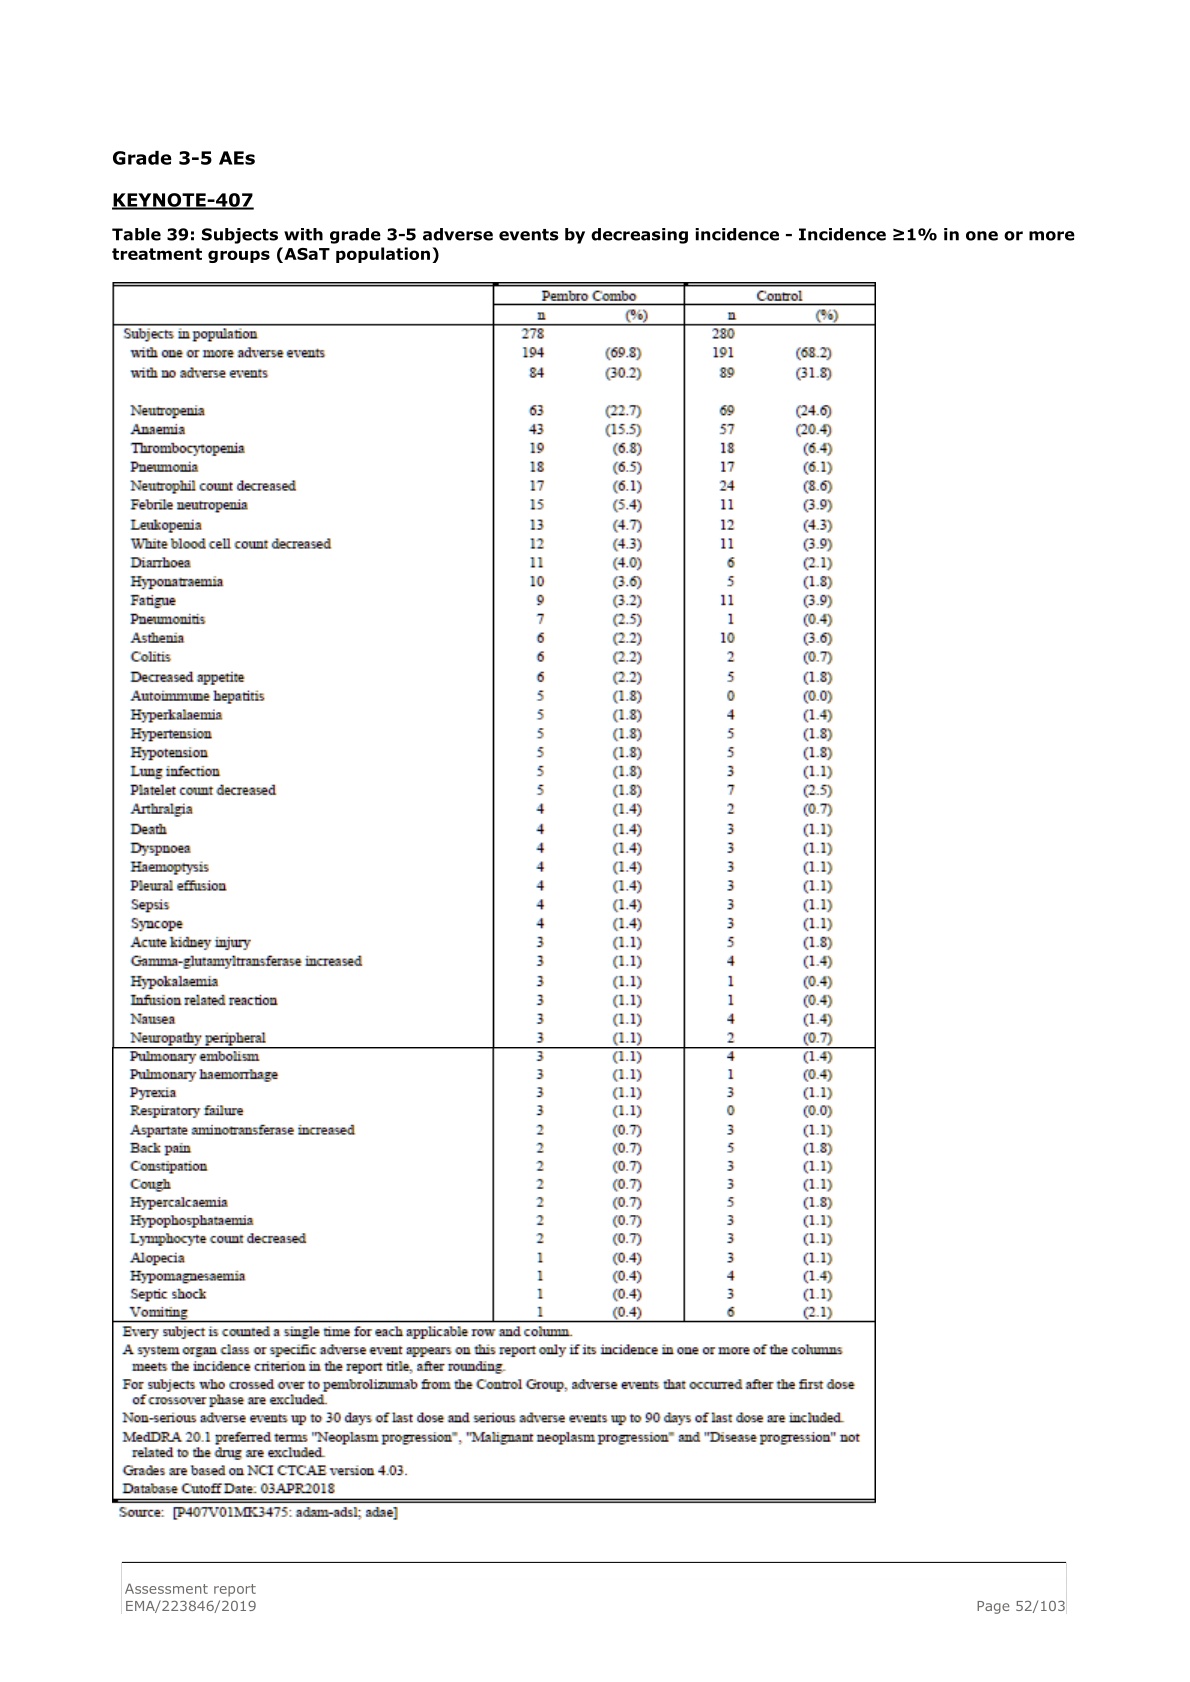 Grade 3-5 AEs
KEYNOTE-407
Table 39: Subjects with grade 3-5 adverse events by decreasing incidence - Incidence ≥1% in one or more
treatment groups (ASaT population)
Pembro Combo Control
n (%) n (%)
Subjects in population 278 280
with one or more adverse events 194 (69.8) 191 (68.2)
with no adverse events 84 (30.2) 89 (31.8)
Neutropenia 63 (22.7) 69 (24.6)
Anaemia 43 (15.5) 57 (20.4)
Thrombocytopenia 19 (6.8) 18 (6.4)
Pneumonia 18 (6.5) 17 (6.1)
Neutrophil count decreased 17 (6.1) 24 (8.6)
Febrile neutropenia 15 (5.4) 11 (3.9)
Leukopenia 13 (4.7) 12 (4.3)
White blood cell count decreased 12 (4.3) 11 (3.9)
Diarrhoea 11 (4.0) 6 (2.1)
Hyponatraemia 10 (3.6) 5 (1.8)
Fatigue 9 (3.2) 11 (3.9)
Pneumonitis 7 (2.5) 1 (0.4)
Asthenia 6 (2.2) 10 (3.6)
Colitis 6 (2.2) 2 (0.7)
Decreased appetite 6 (2.2) 5 (1.8)
Autoimmune hepatitis 5 (1.8) 0 (0.0)
Hyperkalaemia 5 (1.8) 4 (1.4)
Hypertension 5 (1.8) 5 (1.8)
Hypotension 5 (1.8) 5 (1.8)
Lung infection 5 (1.8) 3 (1.1)
Platelet count decreased 5 (1.8) 7 (2.5)
Arthralgia 4 (1.4) 2 (0.7)
Death 4 (1.4) 3 (1.1)
Dyspnoea 4 (1.4) 3 (1.1)
Haemoptysis 4 (1.4) 3 (1.1)
Pleural effusion 4 (1.4) 3 (1.1)
Sepsis 4 (1.4) 3 (1.1)
Syncope 4 (1.4) 3 (1.1)
Acute kidney injury 3 (1.1) 5 (1.8)
Gamma-glutamyltransferase increased 3 (1.1) 4 (1.4)
Hypokalaemia 3 (1.1) 1 (0.4)
Infusion related reaction 3 (1.1) 1 (0.4)
Nausea 3 (1.1) 4 (1.4)
Neuropathy peripheral 3 (1.1) 2 (0.7)
Pulmonary embolism 3 (1.1) 4 (1.4)
Pulmonary haemorrhage 3 (1.1) 1 (0.4)
Pyrexia 3 (1.1) 3 (1.1)
Respiratory failure 3 (1.1) 0 (0.0)
Aspartate aminotransferase increased 2 (0.7) 3 (1.1)
Back pain 2 (0.7) 5 (1.8)
Constipation 2 (0.7) 3 (1.1)
Cough 2 (0.7) 3 (1.1)
Hypercalcaemia 2 (0.7) 5 (1.8)
Hypophosphataemia 2 (0.7) 3 (1.1)
Lymphocyte count decreased 2 (0.7) 3 (1.1)
Alopecia 1 (0.4) 3 (1.1)
Hypomagnesaemia 1 (0.4) 4 (1.4)
Septic shock 1 (0.4) 3 (1.1)
Vomiting 1 (0.4) 6 (2.1)
Every subject is counted a single time for each applicable row and column.
A system organ class or specific adverse event appears on this report only if its incidence in one or more of the columns
meets the incidence criterion in the report title, after rounding.
For subjects who crossed over to pembrolizumab from the Control Group, adverse events that occurred after the first dose
of crossover phase are excluded.
Non-serious adverse events up to 30 days of last dose and serious adverse events up to 90 days of last dose are included.
MedDRA 20.1 preferred terms "Neoplasm progression", "Malignant neoplasm progression" and "Disease progression" not
related to the drug are excluded.
Grades are based on NCI CTCAE version 4.03.
Database Cutoff Date: 03APR2018
Source: [P407V01MK3475: adam-adsl; adae]
Assessment report
EMA/223846/2019 Page 52/103